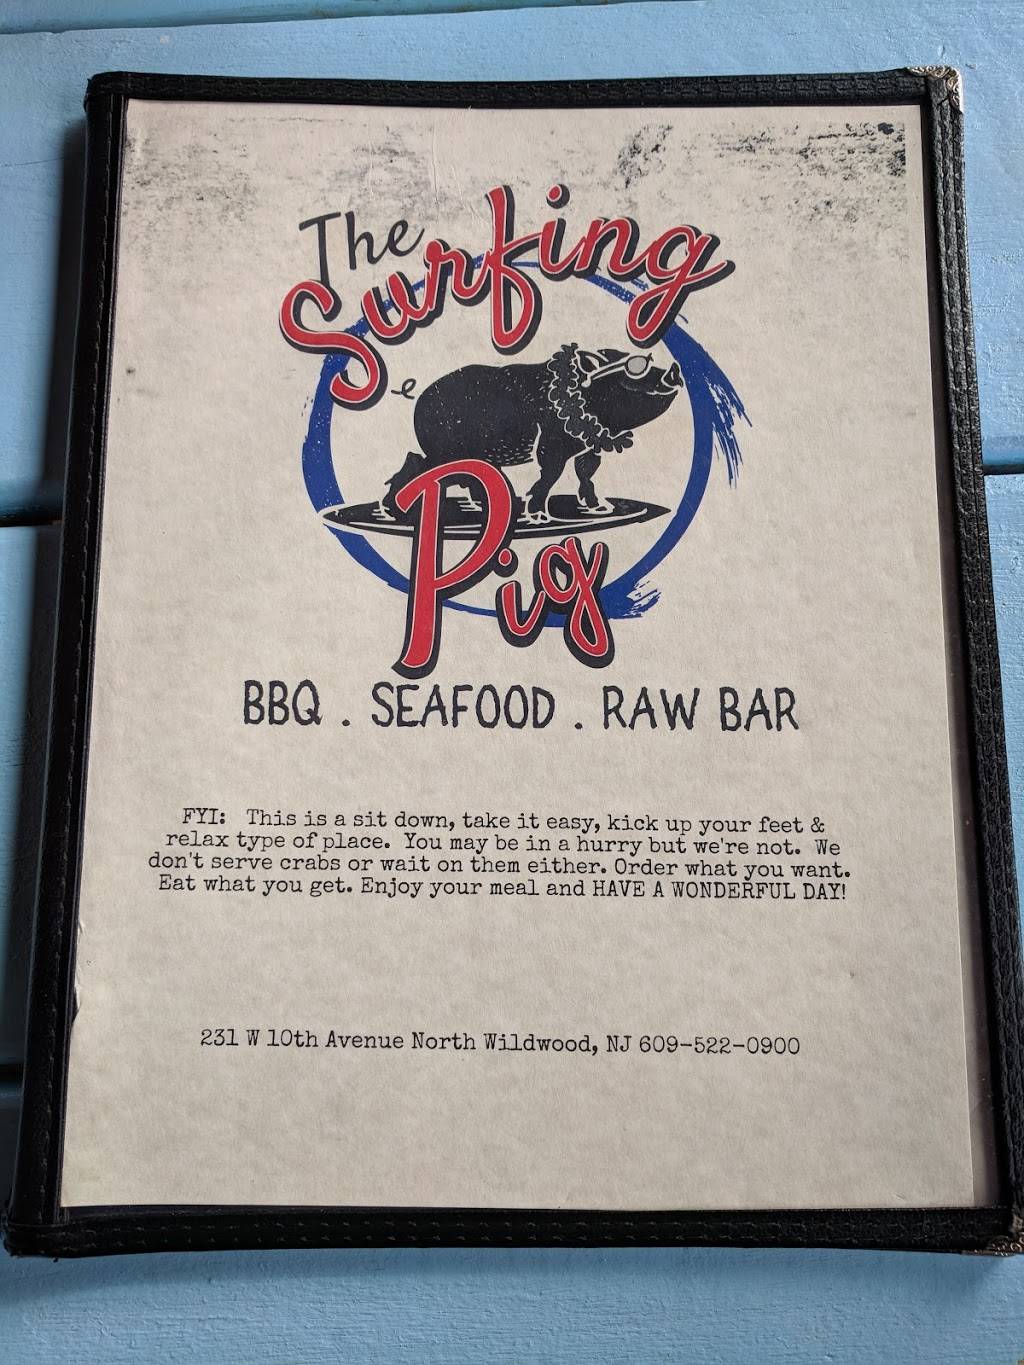 The
Surfing
Pig
BBQ . SEAFOOD . RAW BAR
FYI: This is a sit down, take it easy, kick up your feet &
relax type of place. You may be in a hurry but we're not. We
don't serve crabs or wait on them either. Order what you want.
Eat what you get. Enjoy your meal and HAVE A WONDERFUL DAY!
231 W 10th Avenue North Wildwood, NJ 609-522-0900